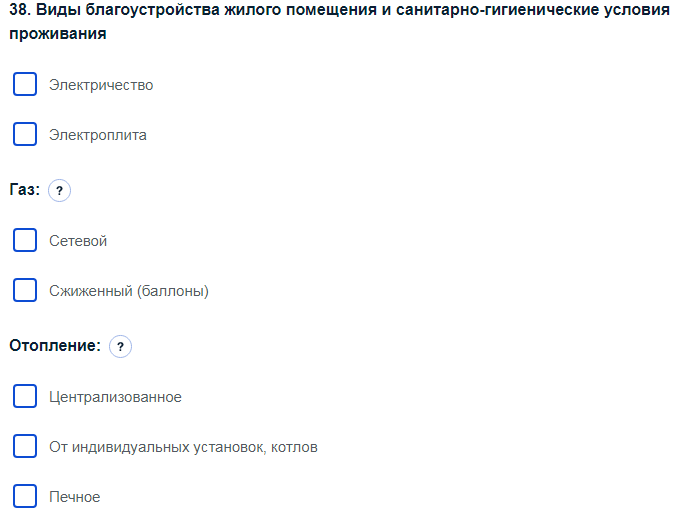 38. Виды благоустройства жилого помещения и санитарно-гигиенические условия
проживания
Электричество
Электроплита
Газ: ?
Сетевой
Сжиженный (баллоны)
Отопление: ?
Централизованное
От индивидуальных установок, котлов
Печное